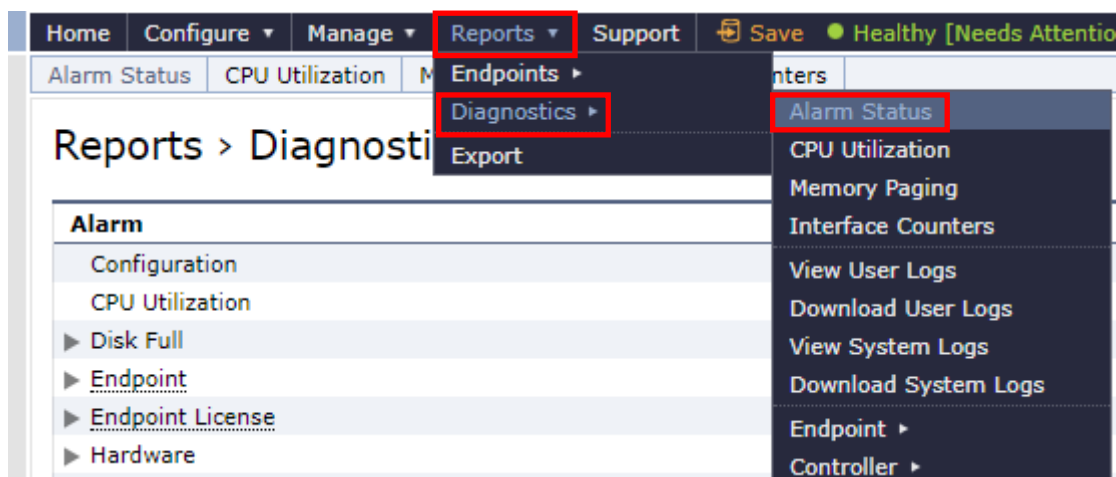 Home Configure ▾ Manage ▾ Reports ▾ Support Save ● Healthy [Needs Attentio
Alarm Status CPU Utilization M nters
Endpoints ▸
Diagnostics ▸
Export
Alarm Status
CPU Utilization
Memory Paging
Interface Counters
View User Logs
Download User Logs
View System Logs
Download System Logs
Endpoint ▸
Controller ▸
Reports > Diagnosti
Alarm
Configuration
CPU Utilization
▶ Disk Full
▶ Endpoint
▶ Endpoint License
▶ Hardware